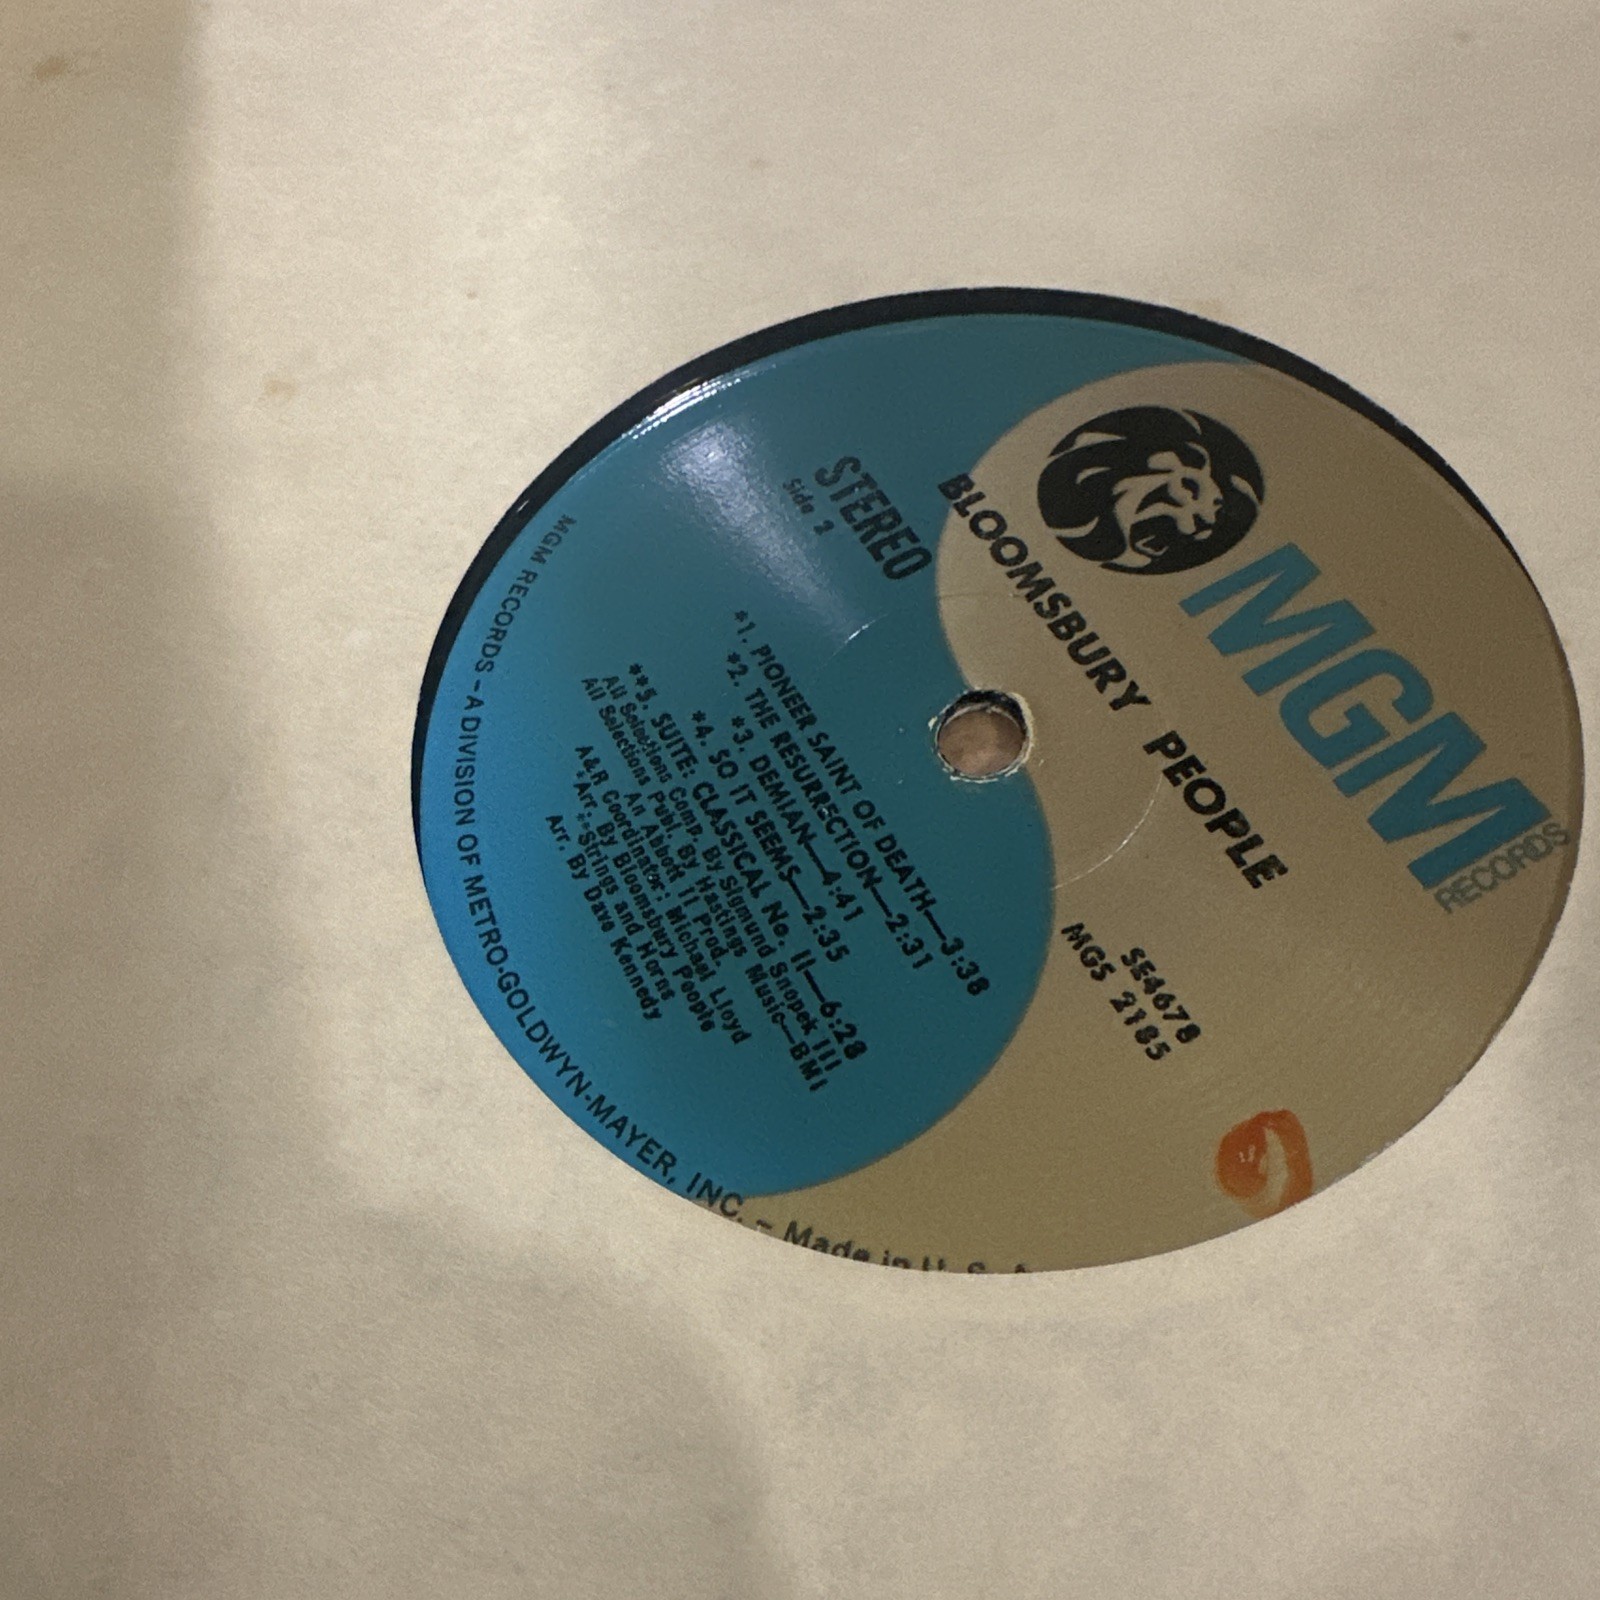 MGM
RECORDS
BLOOMSBURY PEOPLE
STEREO
Side 2
SE4678
MGS 2185
*1. PIONEER SAINT OF DEATH—3:38
*2. THE RESURRECTION—2:31
*3. DEMIAN—4:41
*4. SO IT SEEMS—2:35
**5. SUITE: CLASSICAL No. II—6:28
All Selections Comp. By Sigmund Snopek III
All Selections Publ. By Hastings Music—BMI
An Abbott II Prod.
A&R Coordinator: Michael Lloyd
*Arr. By Bloomsbury People
**Strings and Horns
Arr. By Dave Kennedy
MGM RECORDS – A DIVISION OF METRO-GOLDWYN-MAYER, INC. – Made in U. S.